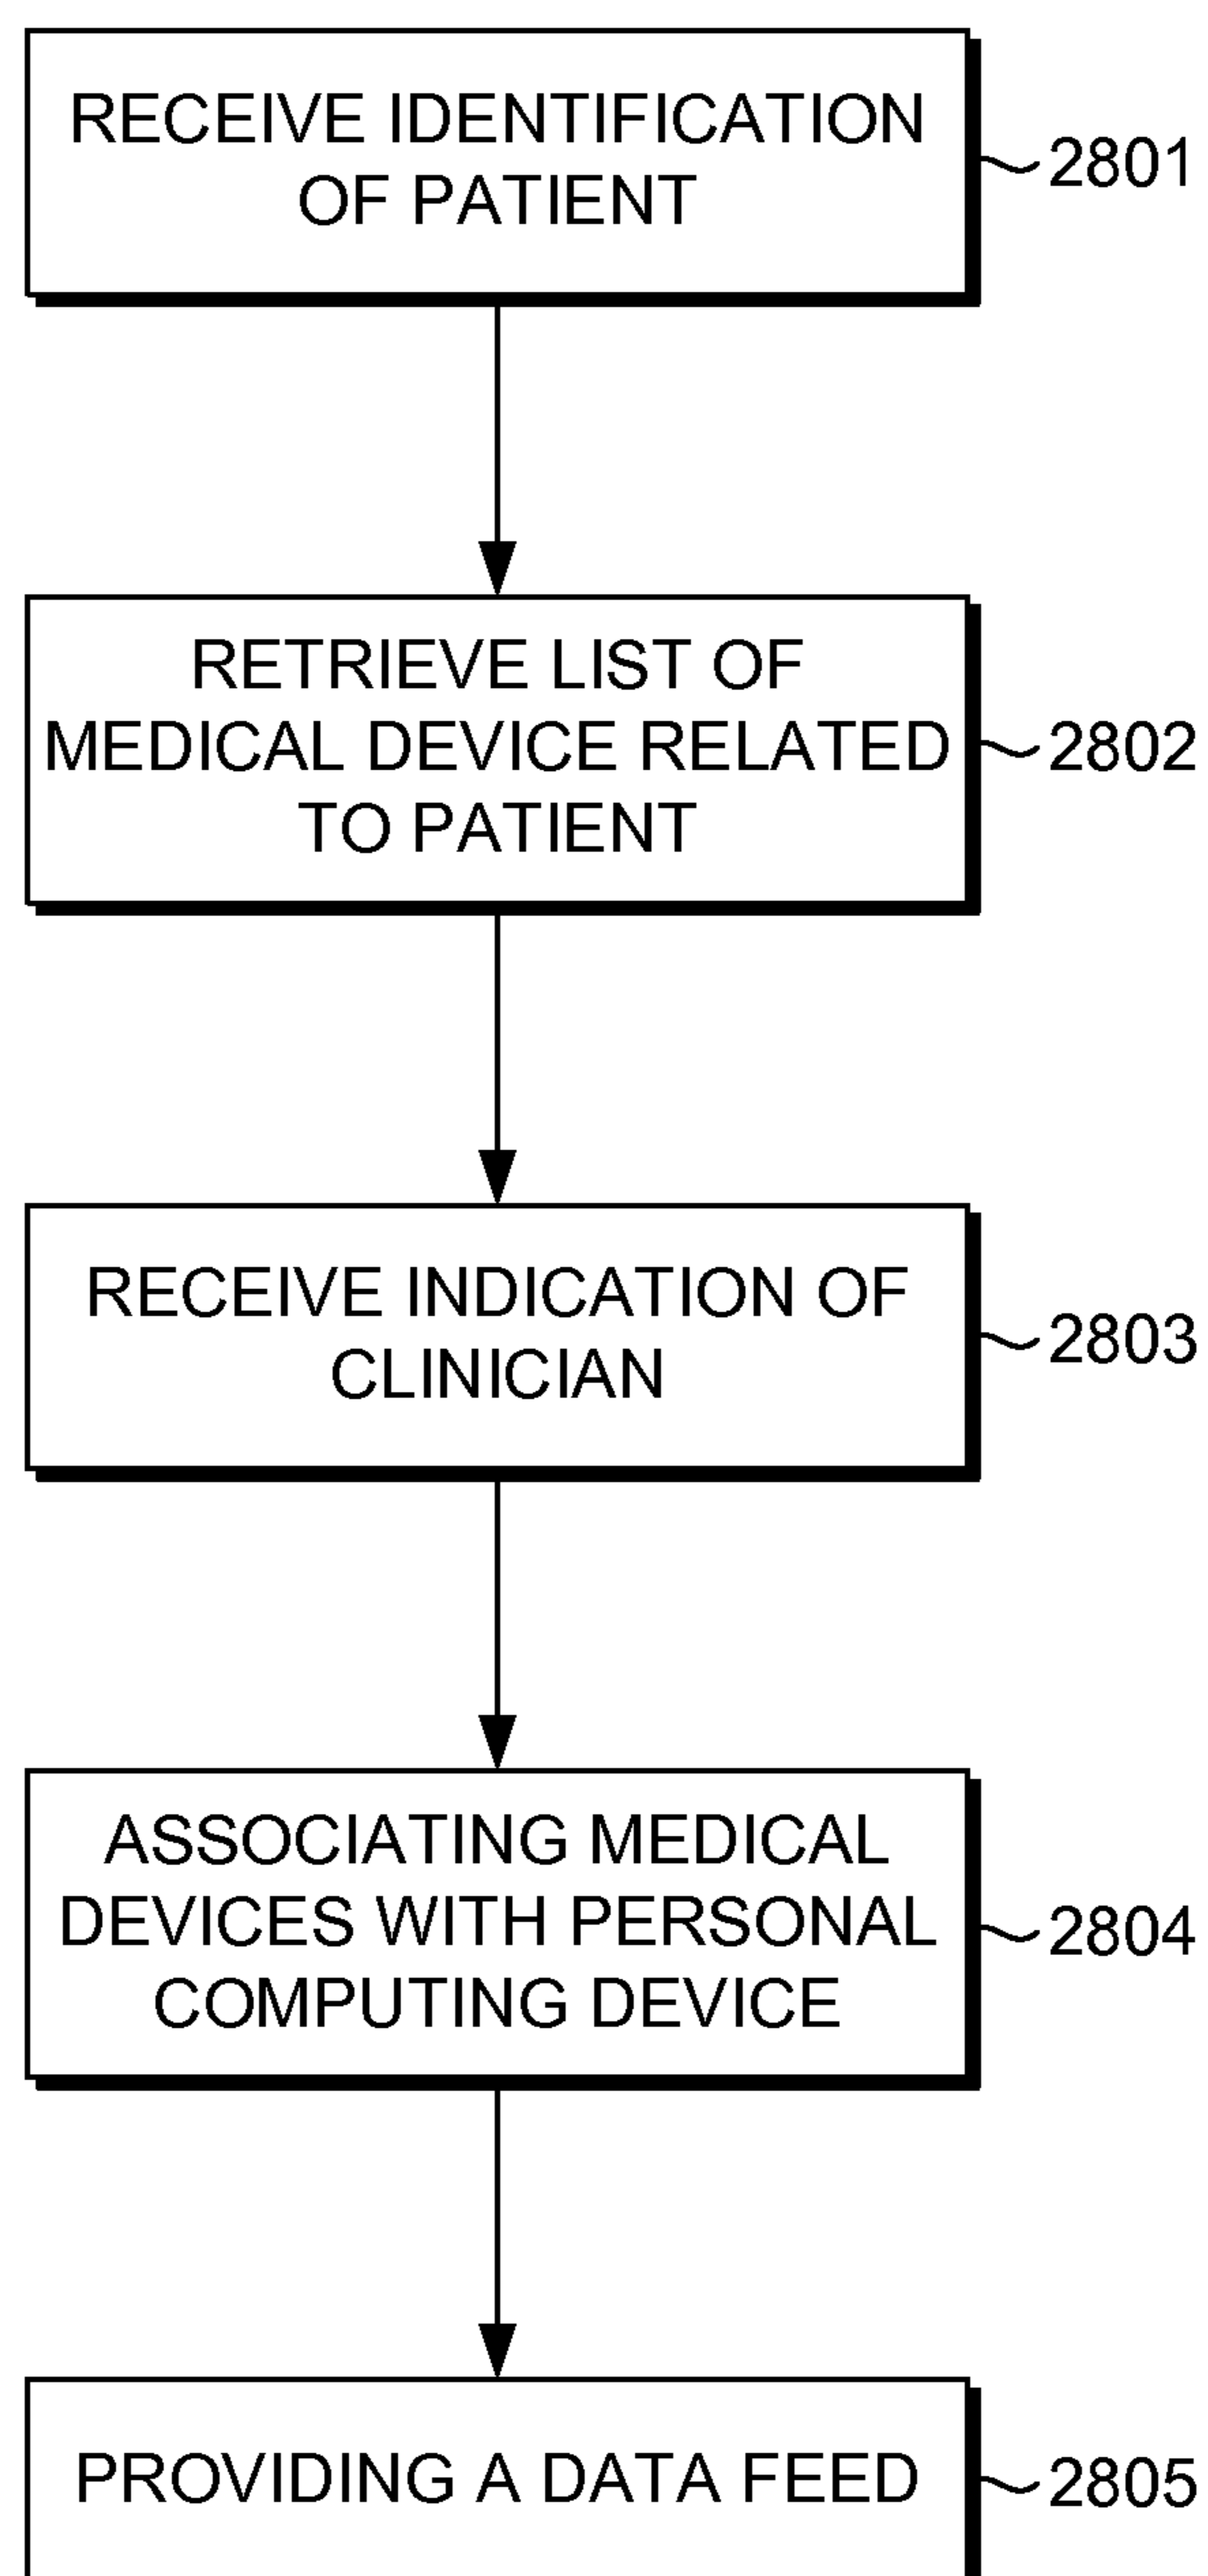 RECEIVE IDENTIFICATION
OF PATIENT
2801
RETRIEVE LIST OF
MEDICAL DEVICE RELATED
TO PATIENT
2802
RECEIVE INDICATION OF
CLINICIAN
2803
ASSOCIATING MEDICAL
DEVICES WITH PERSONAL
COMPUTING DEVICE
2804
PROVIDING A DATA FEED
2805